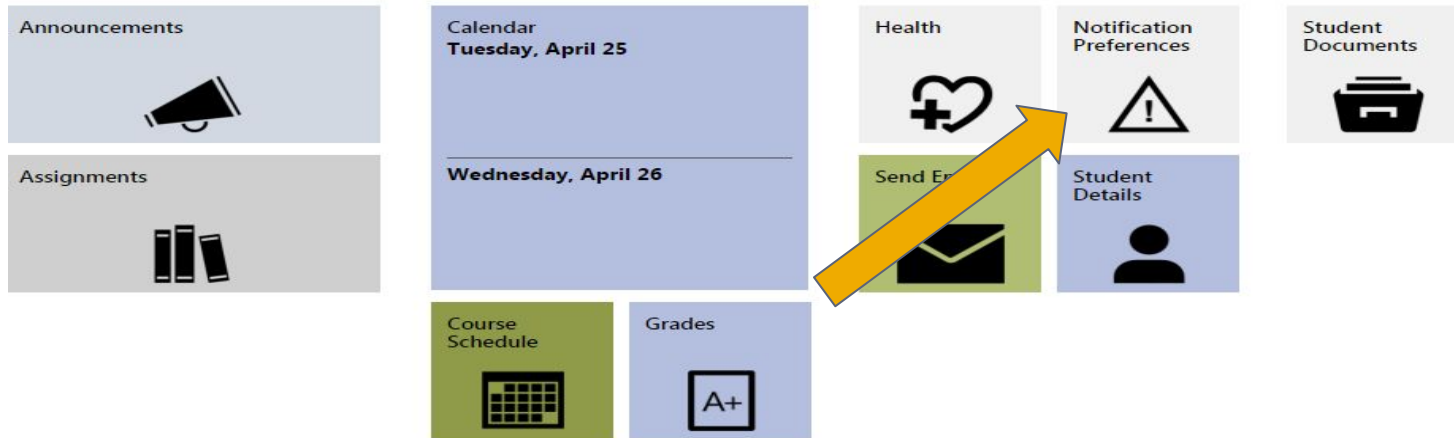 Announcements
Assignments
Calendar
Tuesday, April 25
Wednesday, April 26
Course
Schedule
Grades
A+
Health
Notification
Preferences
!
Send
Student
Details
Student
Documents